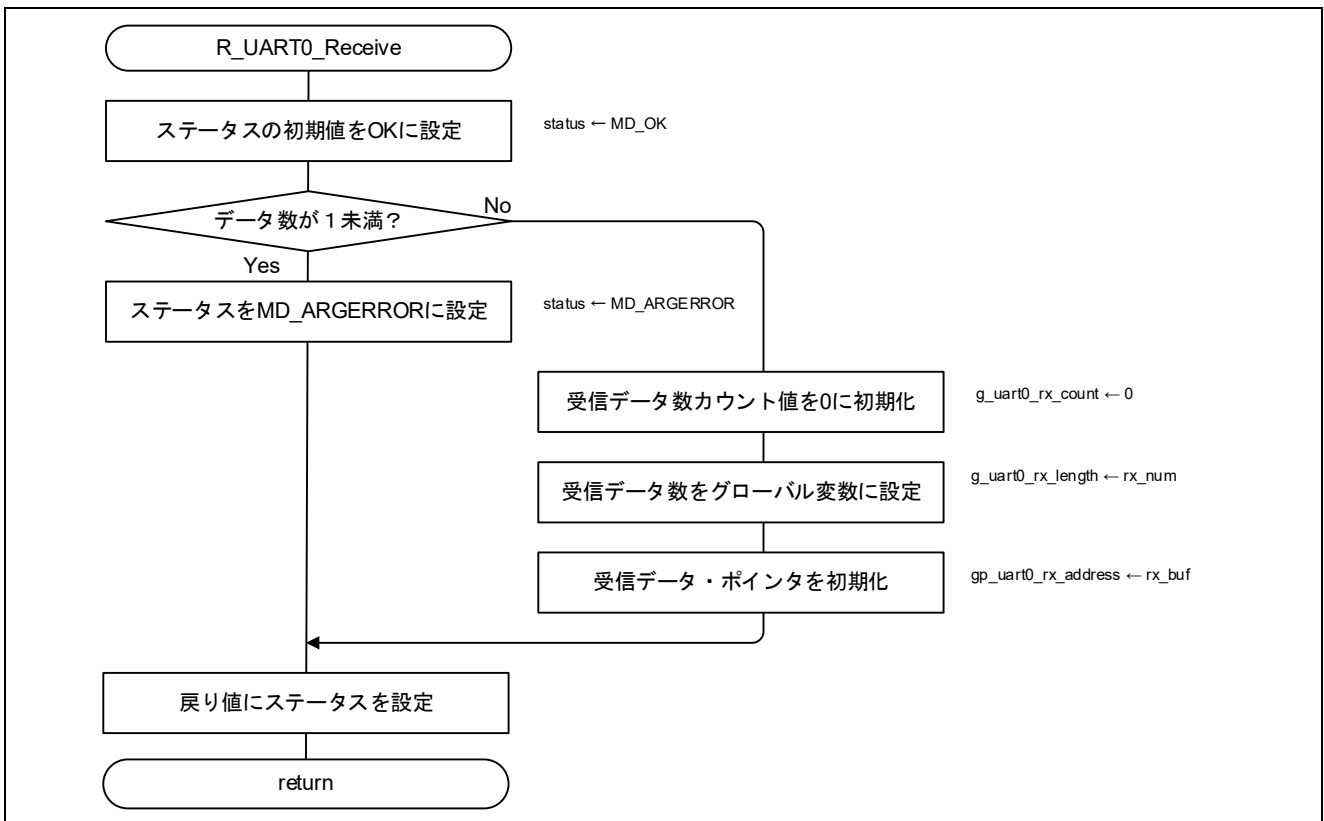 R_UART0_Receive
ステータスの初期値をOKに設定
status ← MD_OK
データ数が１未満？
No
Yes
ステータスをMD_ARGERRORに設定
status ← MD_ARGERROR
受信データ数カウント値を0に初期化
g_uart0_rx_count ← 0
受信データ数をグローバル変数に設定
g_uart0_rx_length ← rx_num
受信データ・ポインタを初期化
gp_uart0_rx_address ← rx_buf
戻り値にステータスを設定
return